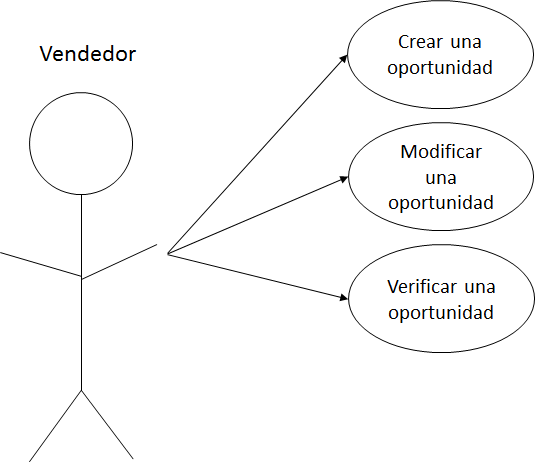 Vendedor
Crear una
oportunidad
Modificar
una
oportunidad
Verificar una
oportunidad